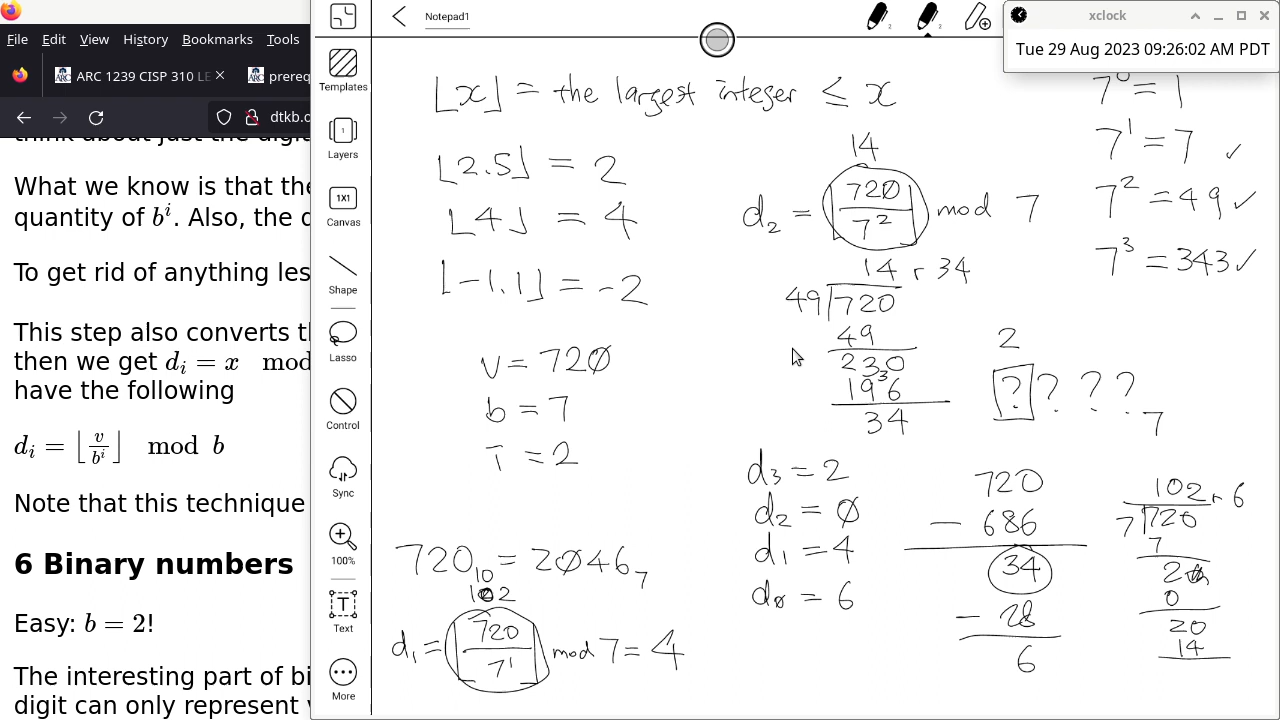 File Edit View History Bookmarks Tools
ARC 1239 CISP 310 LE
prereq
dtkb.o
What we know is that the
quantity of bⁱ. Also, the d
To get rid of anything les
This step also converts th
then we get dᵢ = x mod
have the following
dᵢ = ⌊v/bⁱ⌋ mod b
Note that this technique
6 Binary numbers
Easy: b = 2!
The interesting part of bi
digit can only represent v
Templates
Layers
1X1
Canvas
Shape
Lasso
Control
Sync
100%
Text
More
Notepad1
xclock
Tue 29 Aug 2023 09:26:02 AM PDT
⌊x⌋ = the largest integer ≤ x
⌊2.5⌋ = 2
⌊4⌋ = 4
⌊-1.1⌋ = -2
v = 720
b = 7
i = 2
720₁₀ = 2046₇
102
d₁ = ⌊720/7¹⌋ mod 7 = 4
14
d₂ = ⌊720/7²⌋ mod 7
14 r 34
49 720
49
230
3
196
34
d₃ = 2
d₂ = 0
d₁ = 4
d₀ = 6
7⁰ = 1
7¹ = 7 ✓
7² = 49 ✓
7³ = 343 ✓
2
? ? ? ? ₇
720
- 686
34
- 28
6
102 r 6
7 720
7
20
14